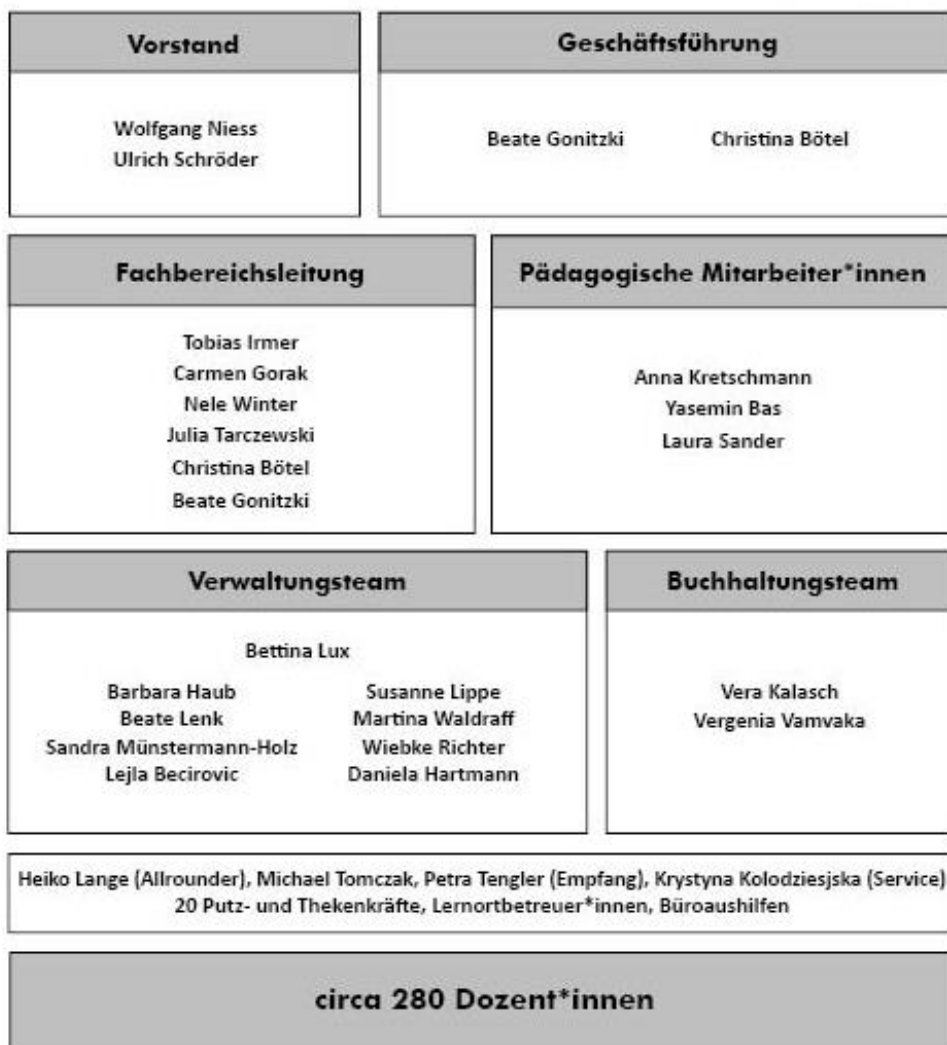 Vorstand
Wolfgang Niess
Ulrich Schröder
Geschäftsführung
Beate Gonitzki
Christina Bötel
Fachbereichsleitung
Tobias Irmer
Carmen Gorak
Nele Winter
Julia Tarczewski
Christina Bötel
Beate Gonitzki
Pädagogische Mitarbeiter*innen
Anna Kretschmann
Yasemin Bas
Laura Sander
Verwaltungsteam
Bettina Lux
Barbara Haub
Beate Lenk
Sandra Münstermann-Holz
Lejla Becirovic
Susanne Lippe
Martina Waldraff
Wiebke Richter
Daniela Hartmann
Buchhaltungsteam
Vera Kalasch
Vergenia Vamvaka
Heiko Lange (Allrounder), Michael Tomczak, Petra Tengler (Empfang), Krystyna Kolodziesjska (Service)
20 Putz- und Thekenkräfte, Lernortbetreuer*innen, Büroaushilfen
circa 280 Dozent*innen